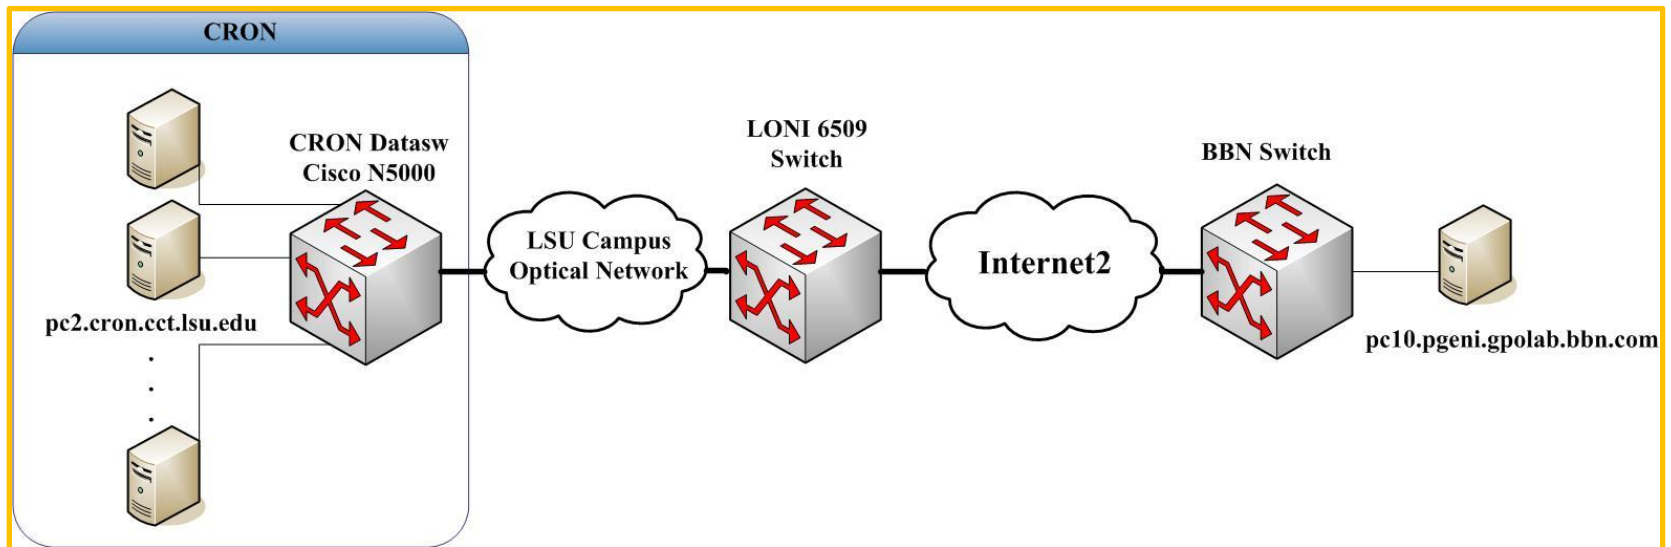 CRON
CRON Datasw
Cisco N5000
pc2.cron.cct.lsu.edu
LSU Campus
Optical Network
LONI 6509
Switch
Internet2
BBN Switch
pc10.pgeni.gpolab.bbn.com